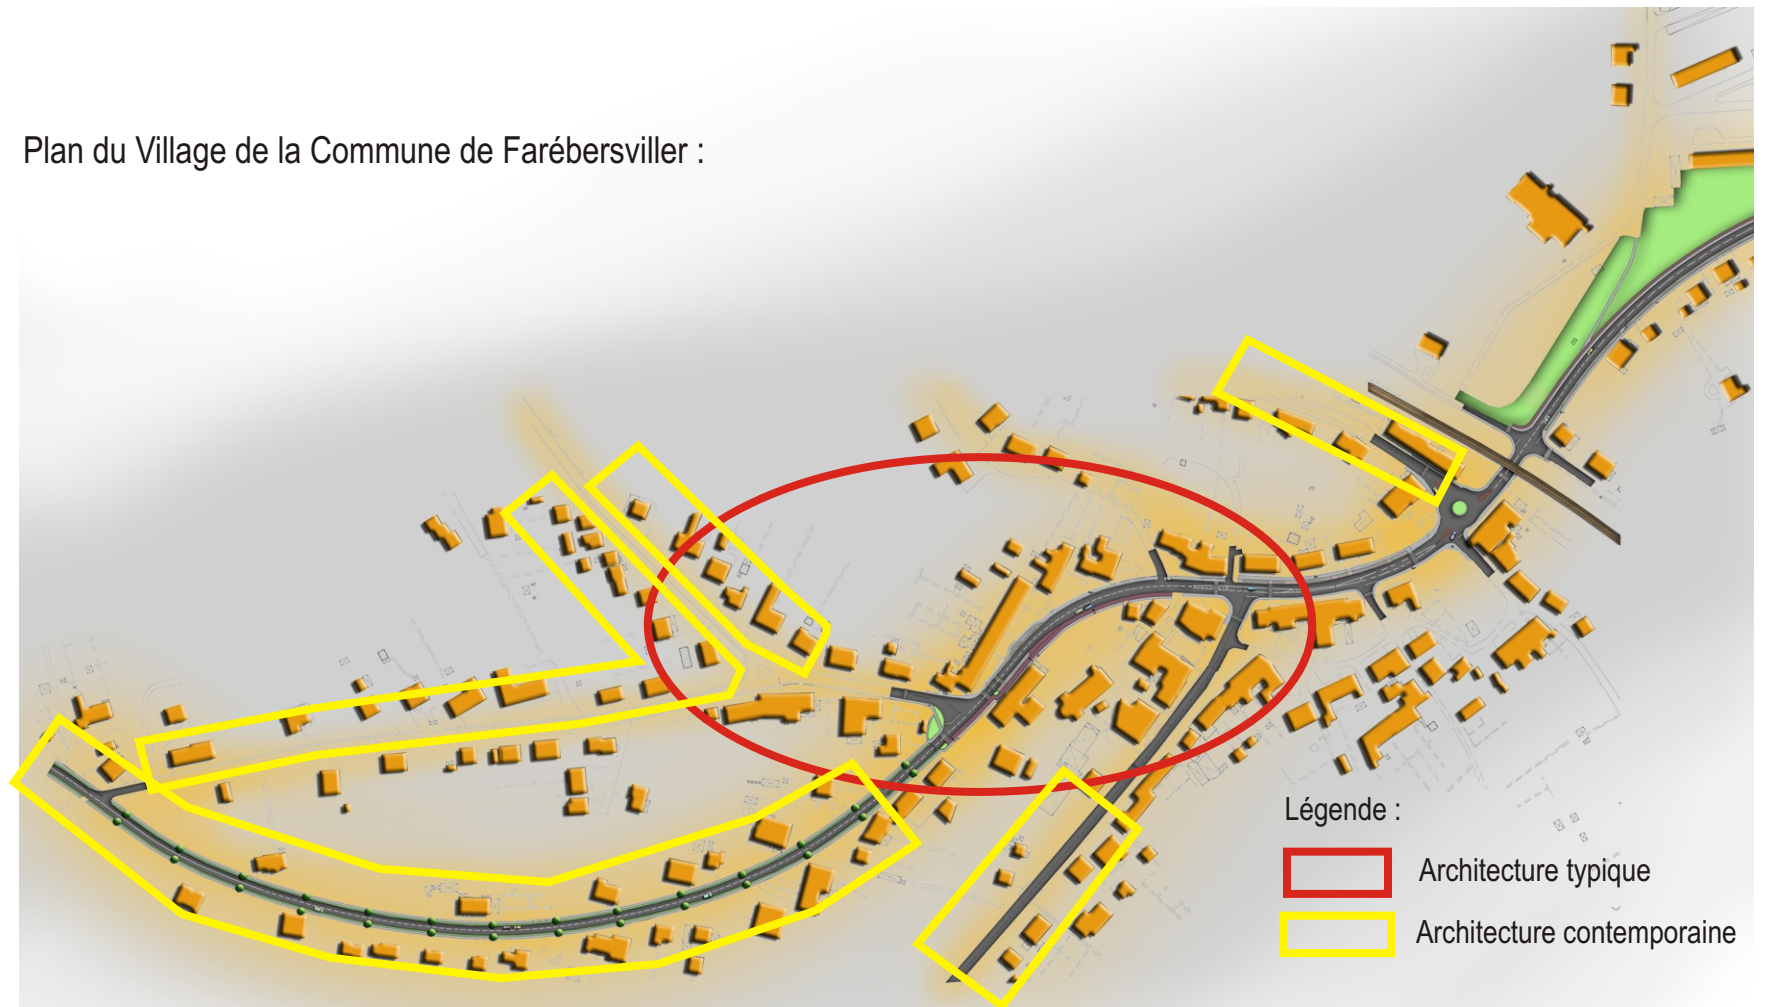 Plan du Village de la Commune de Farébersviller :
Légende :
Architecture typique
Architecture contemporaine